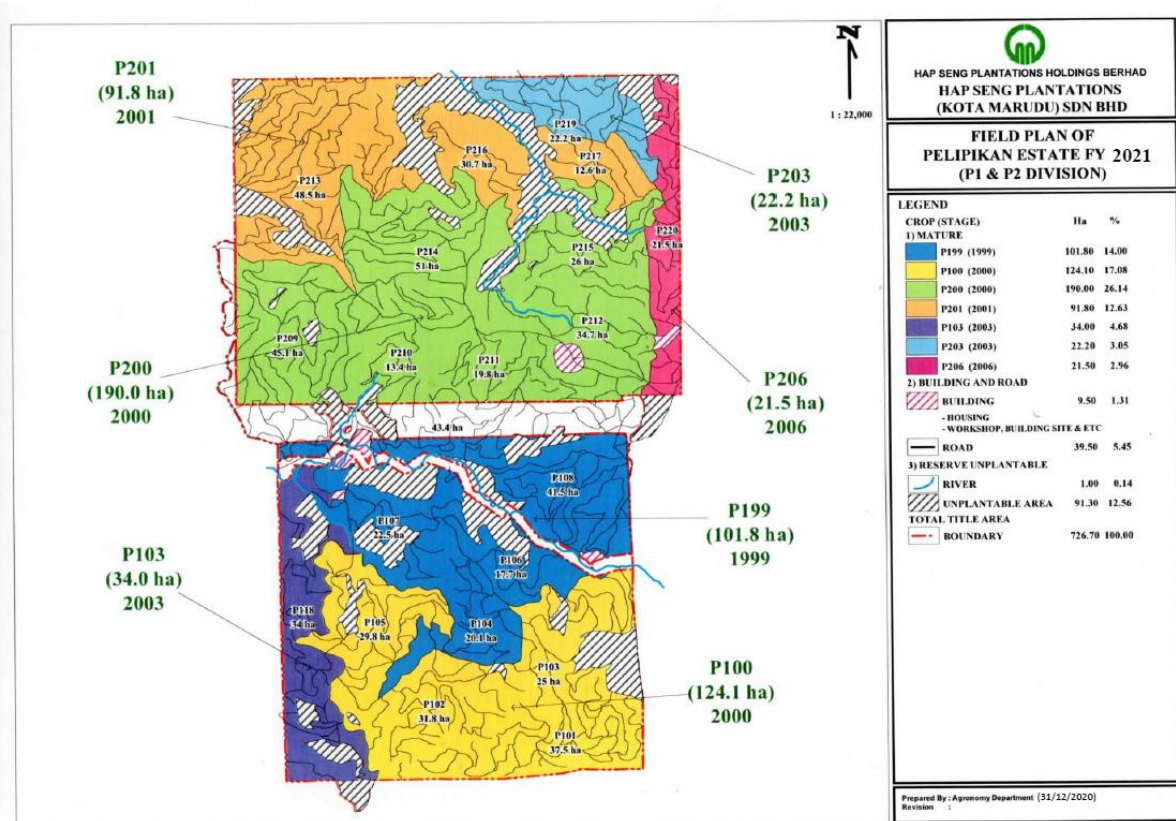 P201
(91.8 ha)
2001
P200
(190.0 ha)
2000
P103
(34.0 ha)
2003
P219
22.2 ha
P216
30.7 ha
P217
12.6 ha
P213
48.5 ha
P220
21.5 ha
P214
51 ha
P215
26 ha
P212
34.7 ha
P209
45.1 ha
P210
13.4 ha
P211
19.8 ha
43.4 ha
P108
41.5 ha
P107
22.5 ha
P106
17.7 ha
P118
34 ha
P105
29.8 ha
P104
20.1 ha
P103
25 ha
P102
31.8 ha
P101
37.5 ha
N
1 : 22,000
P203
(22.2 ha)
2003
P206
(21.5 ha)
2006
P199
(101.8 ha)
1999
P100
(124.1 ha)
2000
HAP SENG PLANTATIONS HOLDINGS BERHAD
HAP SENG PLANTATIONS
(KOTA MARUDU) SDN BHD
FIELD PLAN OF
PELIPIKAN ESTATE FY 2021
(P1 & P2 DIVISION)
LEGEND
CROP (STAGE) Ha %
1) MATURE
P199 (1999) 101.80 14.00
P100 (2000) 124.10 17.08
P200 (2000) 190.00 26.14
P201 (2001) 91.80 12.63
P103 (2003) 34.00 4.68
P203 (2003) 22.20 3.05
P206 (2006) 21.50 2.96
2) BUILDING AND ROAD
BUILDING 9.50 1.31
- HOUSING
- WORKSHOP, BUILDING SITE & ETC
ROAD 39.50 5.45
3) RESERVE UNPLANTABLE
RIVER 1.00 0.14
UNPLANTABLE AREA 91.30 12.56
TOTAL TITLE AREA
BOUNDARY 726.70 100.00
Prepared By : Agronomy Department (31/12/2020)
Revision :